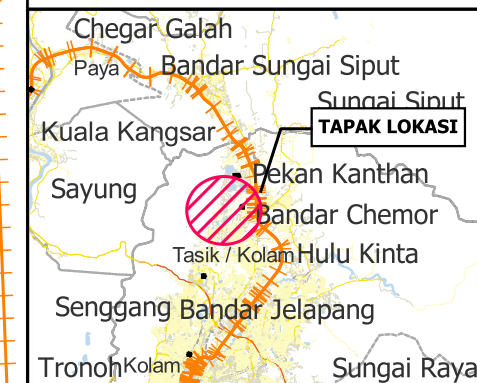 Chegar Galah
Paya
Bandar Sungai Siput
Sungai Siput
TAPAK LOKASI
Kuala Kangsar
Pekan Kanthan
Sayung
Bandar Chemor
Tasik / Kolam
Hulu Kinta
Senggang
Bandar Jelapang
Tronoh
Kolam
Sungai Raya